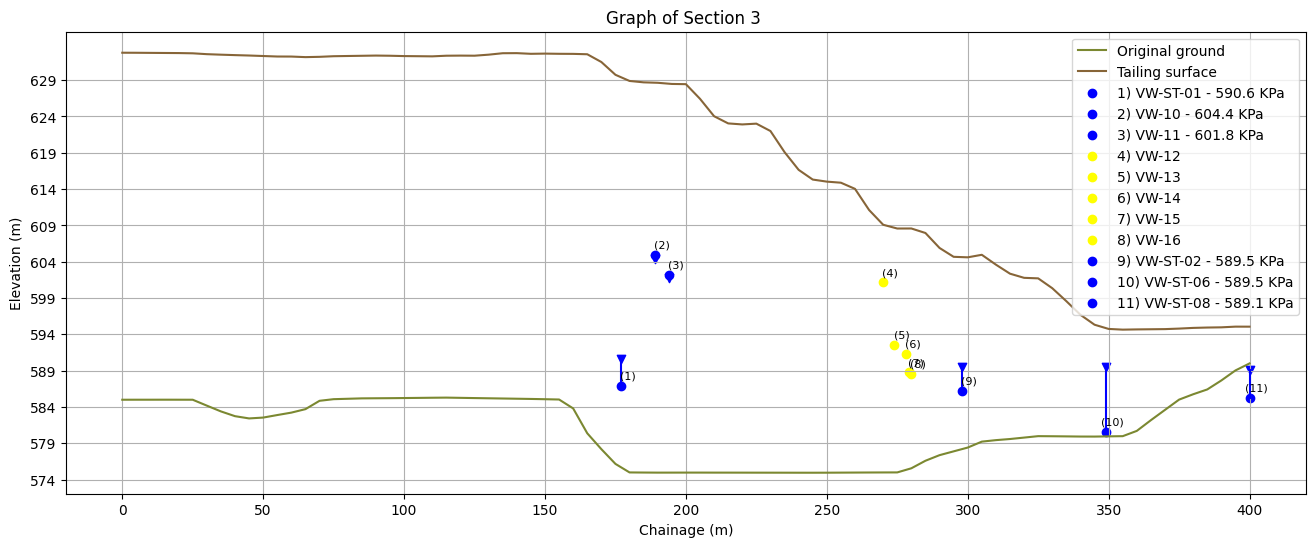 Graph of Section 3
Original ground
Tailing surface
1) VW-ST-01 - 590.6 KPa
2) VW-10 - 604.4 KPa
3) VW-11 - 601.8 KPa
4) VW-12
5) VW-13
6) VW-14
7) VW-15
8) VW-16
9) VW-ST-02 - 589.5 KPa
10) VW-ST-06 - 589.5 KPa
11) VW-ST-08 - 589.1 KPa
Elevation (m)
629
624
619
614
609
604
599
594
589
584
579
574
(1)
(2)
(3)
(4)
(5)
(6)
(7)
(8)
(9)
(10)
(11)
0 50 100 150 200 250 300 350 400
Chainage (m)